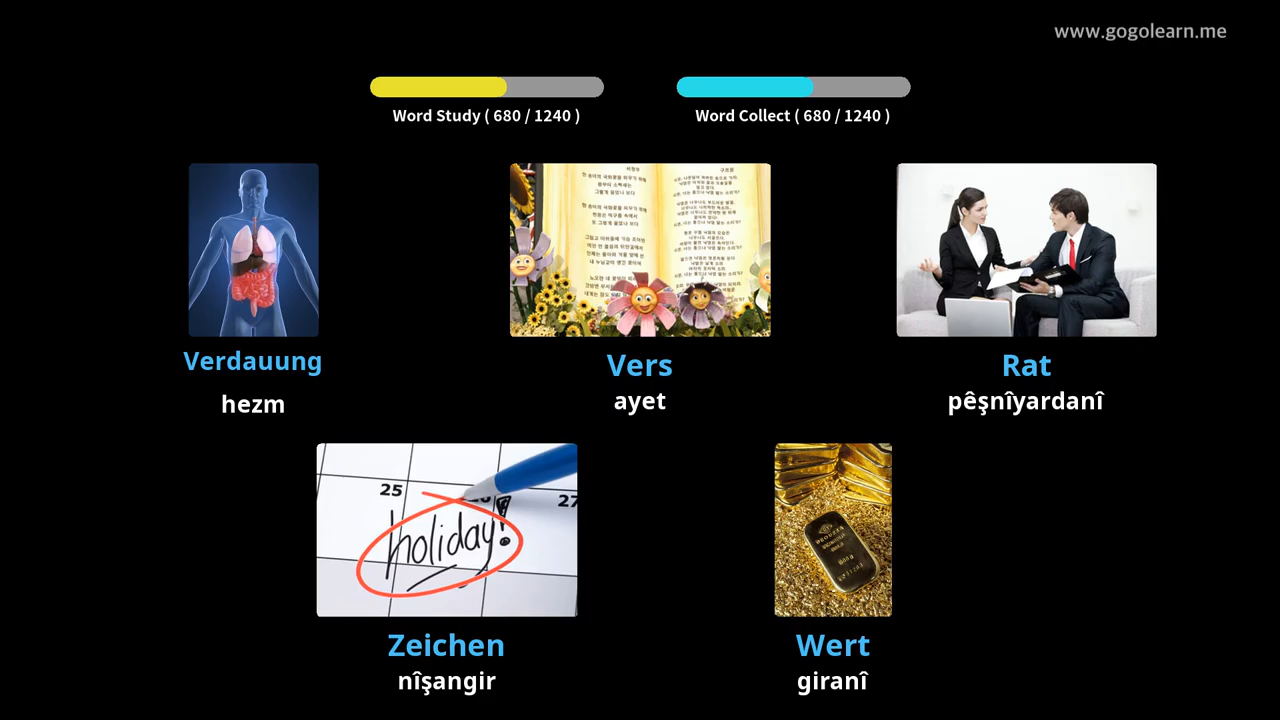 www.gogolearn.me
Word Study ( 680 / 1240 )
Word Collect ( 680 / 1240 )
Verdauung
hezm
Vers
ayet
Rat
pêşnîyardanî
25
27
holiday!
Zeichen
nîşangir
Wert
giranî